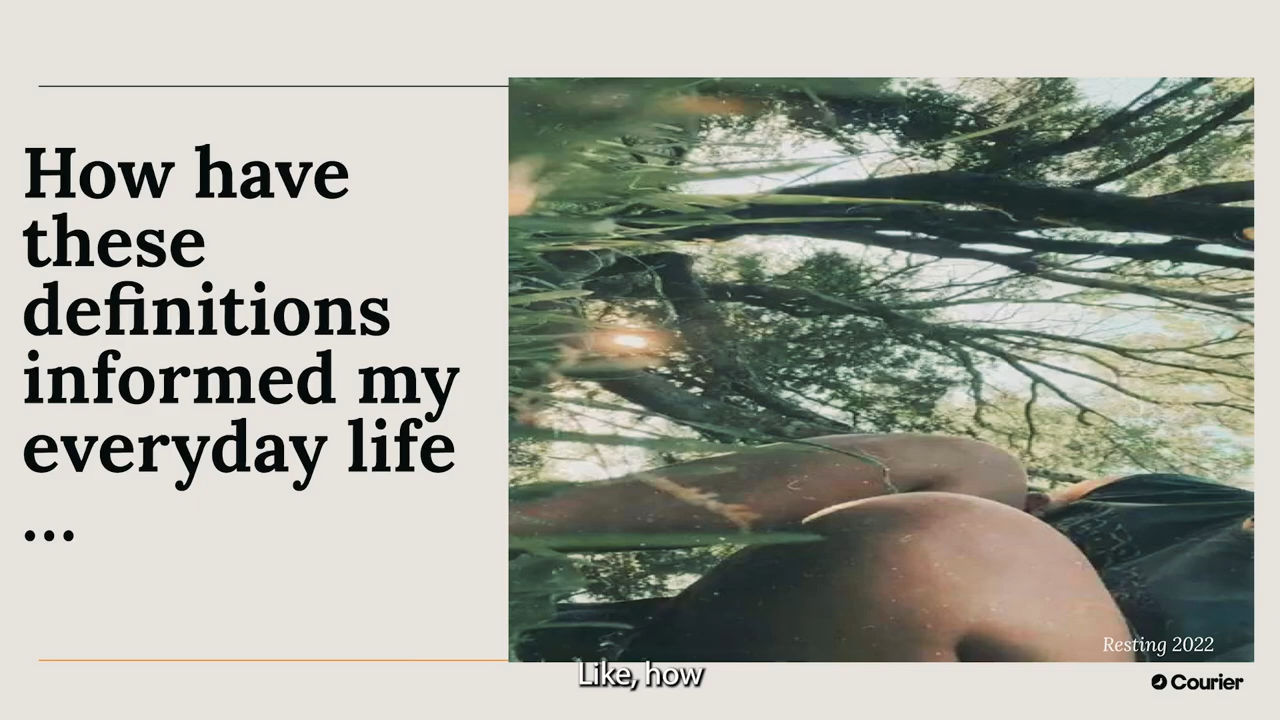 How have
these
definitions
informed my
everyday life
...
Resting 2022
Like, how
Courier